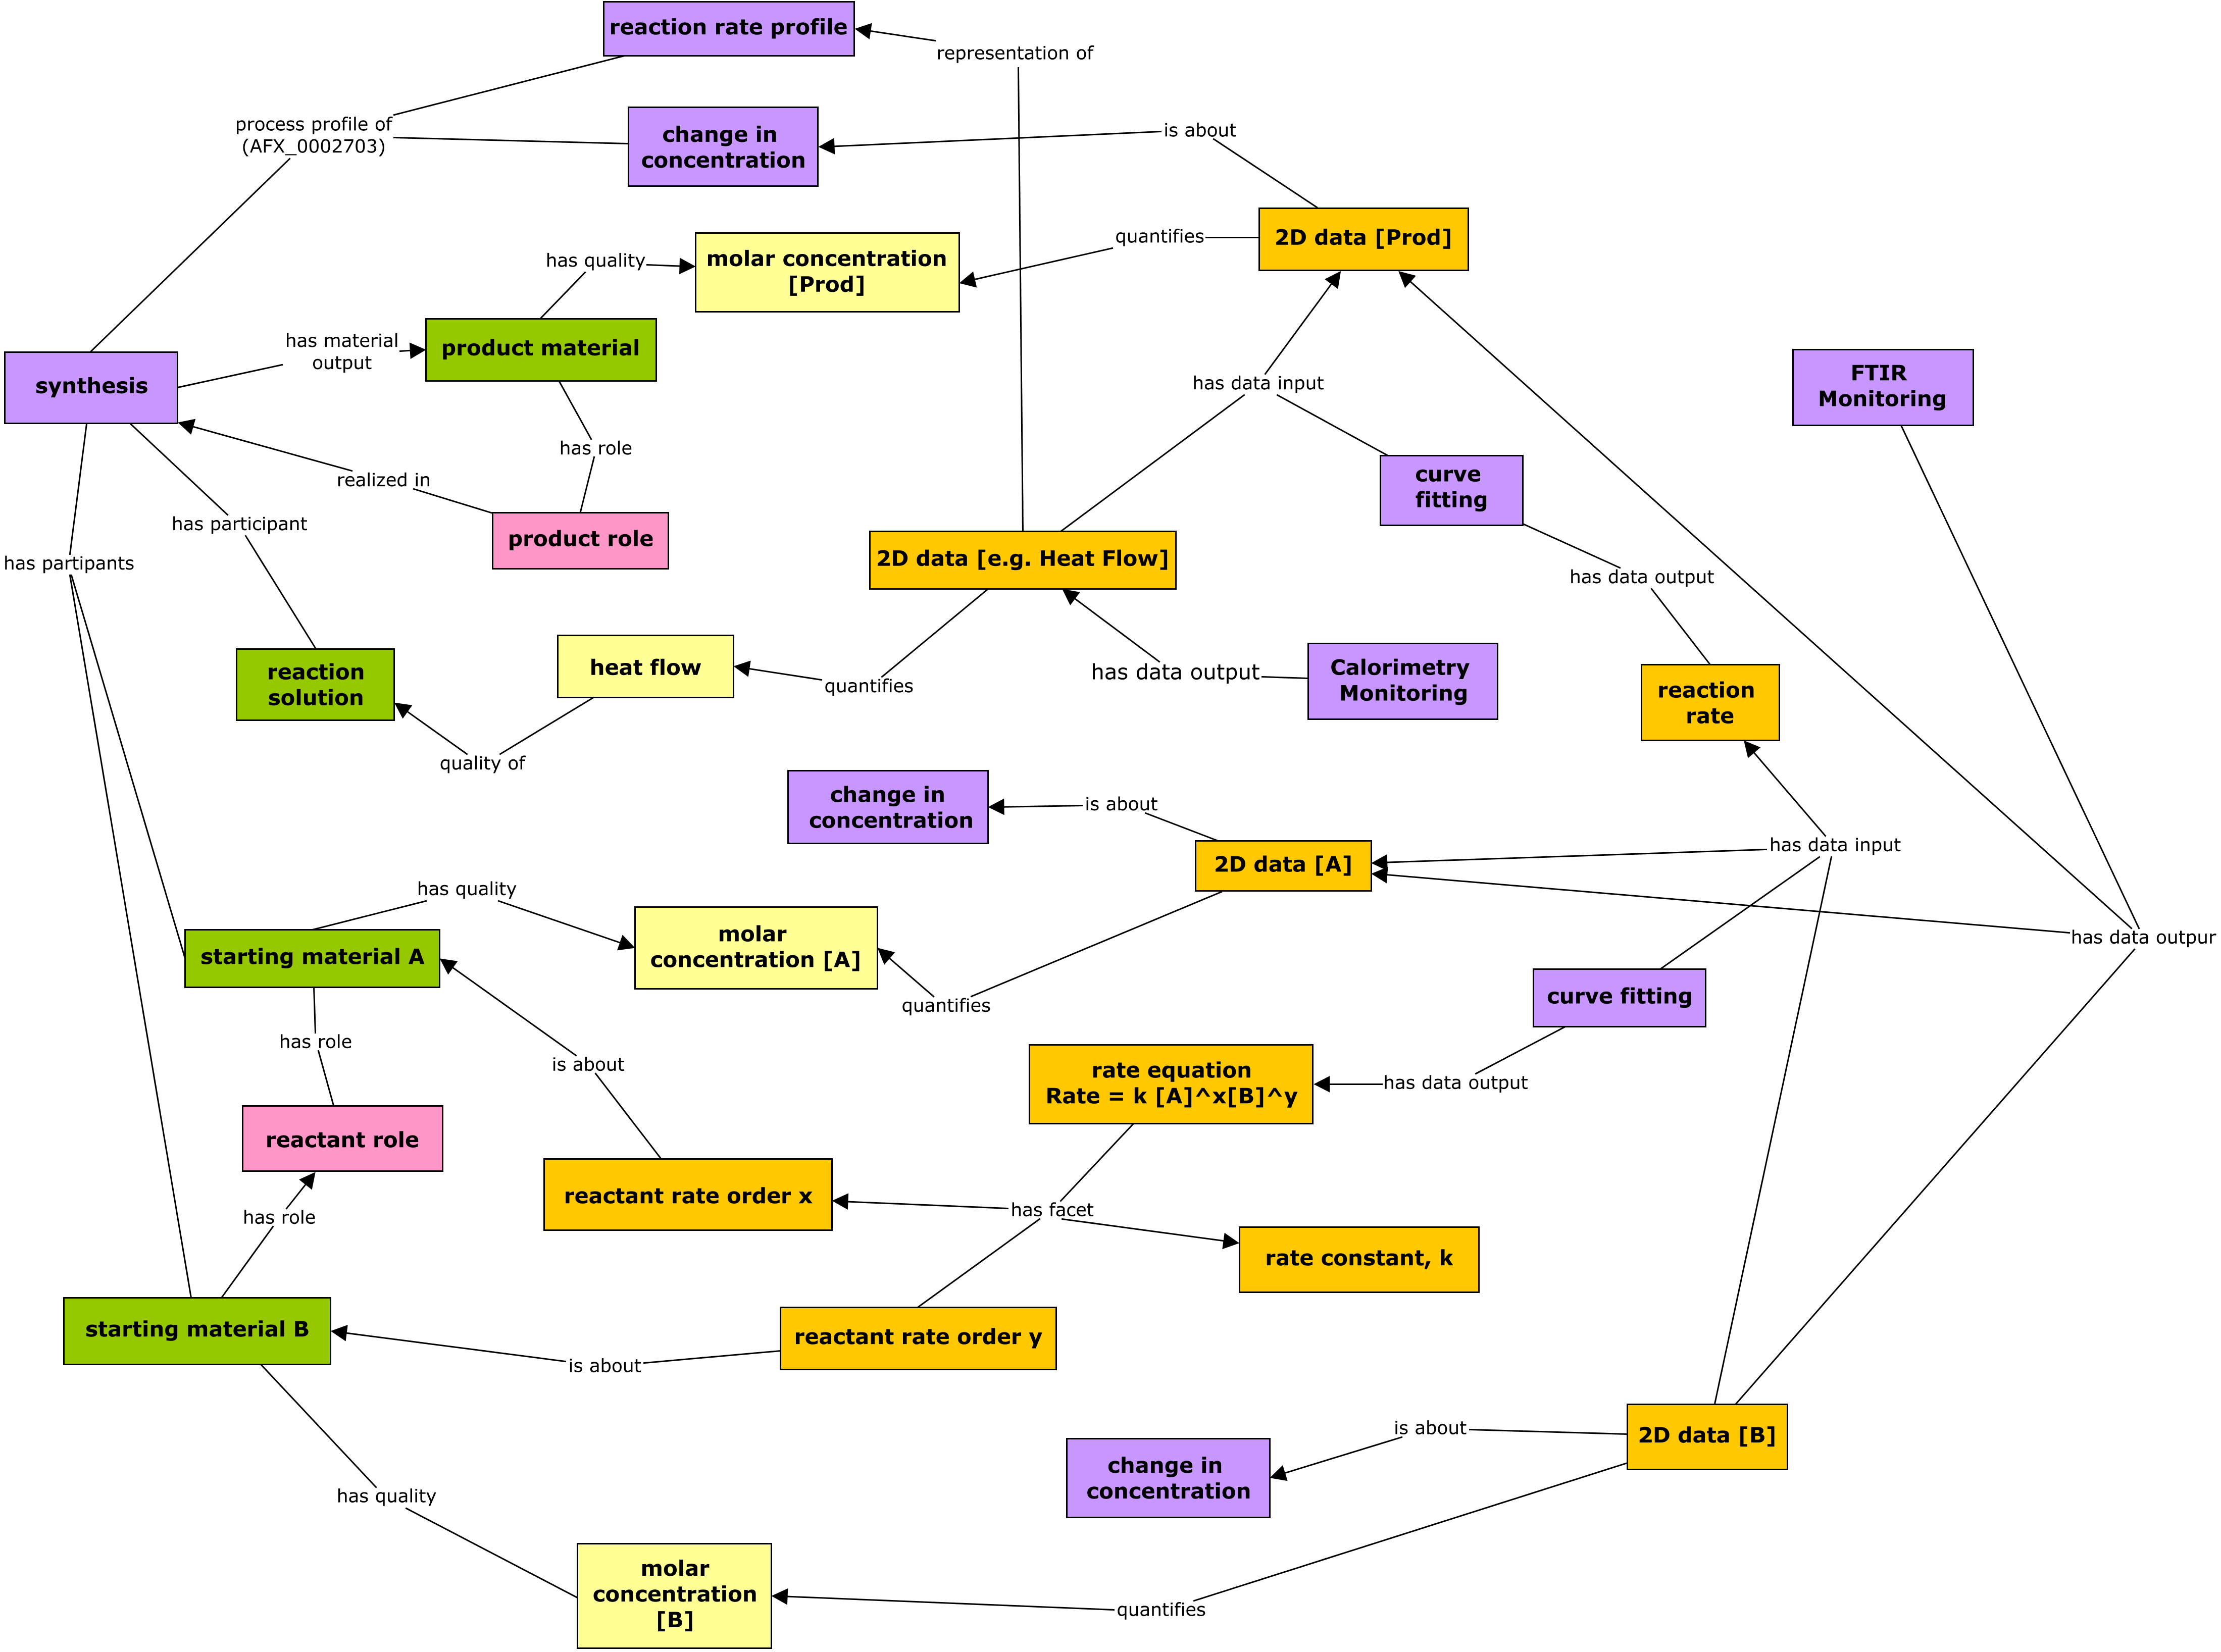 reaction rate profile
representation of
process profile of
(AFX_0002703)
change in
concentration
is about
2D data [Prod]
quantifies
molar concentration
[Prod]
has quality
has material
output
product material
synthesis
FTIR
Monitoring
has data input
has role
realized in
curve
fitting
has participant
product role
has partipants
2D data [e.g. Heat Flow]
has data output
reaction
solution
heat flow
quantifies
has data output
Calorimetry
Monitoring
reaction
rate
quality of
change in
concentration
is about
has data input
2D data [A]
has quality
molar
concentration [A]
has data outpur
starting material A
quantifies
curve fitting
has role
is about
rate equation
Rate = k [A]^x[B]^y
has data output
reactant role
reactant rate order x
has facet
has role
rate constant, k
starting material B
is about
reactant rate order y
is about
2D data [B]
change in
concentration
has quality
molar
concentration
[B]
quantifies